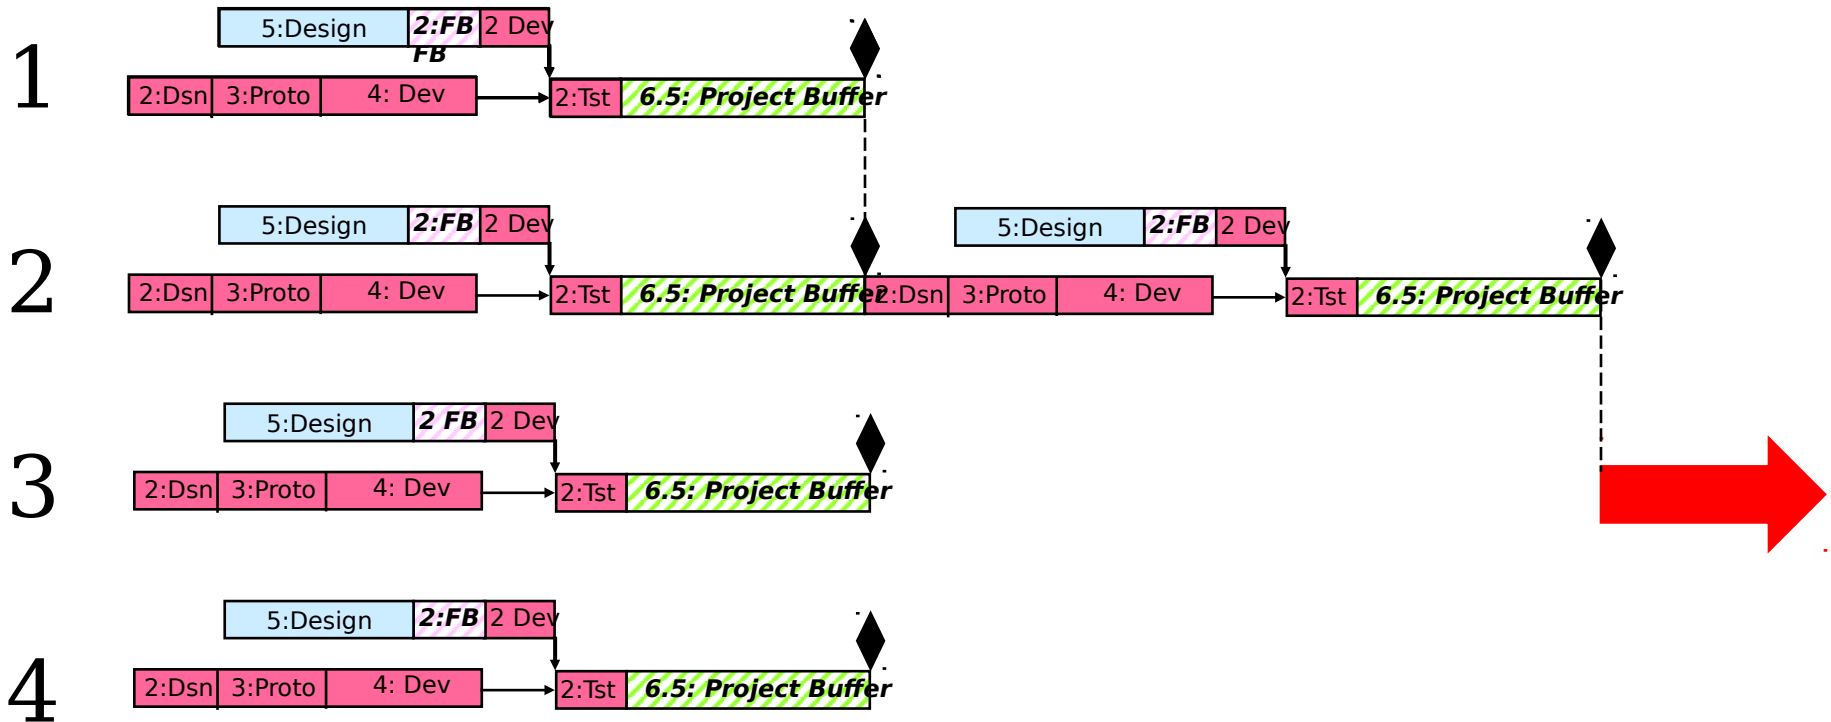 1
5:Design 2:FB 2 Dev
FB
2:Dsn 3:Proto 4: Dev 2:Tst 6.5: Project Buffer
2
5:Design 2:FB 2 Dev 5:Design 2:FB 2 Dev
2:Dsn 3:Proto 4: Dev 2:Tst 6.5: Project Buffer 2:Dsn 3:Proto 4: Dev 2:Tst 6.5: Project Buffer
3
5:Design 2 FB 2 Dev
2:Dsn 3:Proto 4: Dev 2:Tst 6.5: Project Buffer
4
5:Design 2:FB 2 Dev
2:Dsn 3:Proto 4: Dev 2:Tst 6.5: Project Buffer